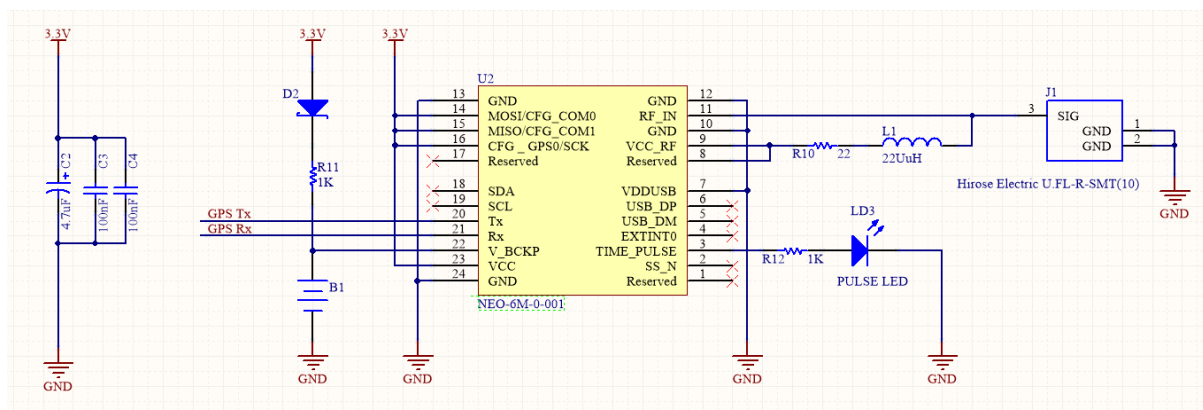 3.3V
3.3V
3.3V
C2
4.7uF
+
C3
100nF
C4
100nF
GND
D2
R11
1K
B1
GND
GPS Tx
GPS Rx
GND
U2
13 GND
14 MOSI/CFG_COM0
15 MISO/CFG_COM1
16 CFG_GPS0/SCK
17 Reserved
18 SDA
19 SCL
20 Tx
21 Rx
22 V_BCKP
23 VCC
24 GND
GND 12
RF_IN 11
GND 10
VCC_RF 9
Reserved 8
VDDUSB 7
USB_DP 6
USB_DM 5
EXTINT0 4
TIME_PULSE 3
SS_N 2
Reserved 1
NEO-6M-0-001
GND
R10 22
L1
22UuH
R12 1K
LD3
PULSE LED
GND
J1
3 SIG
GND 1
GND 2
Hirose Electric U.FL-R-SMT(10)
GND